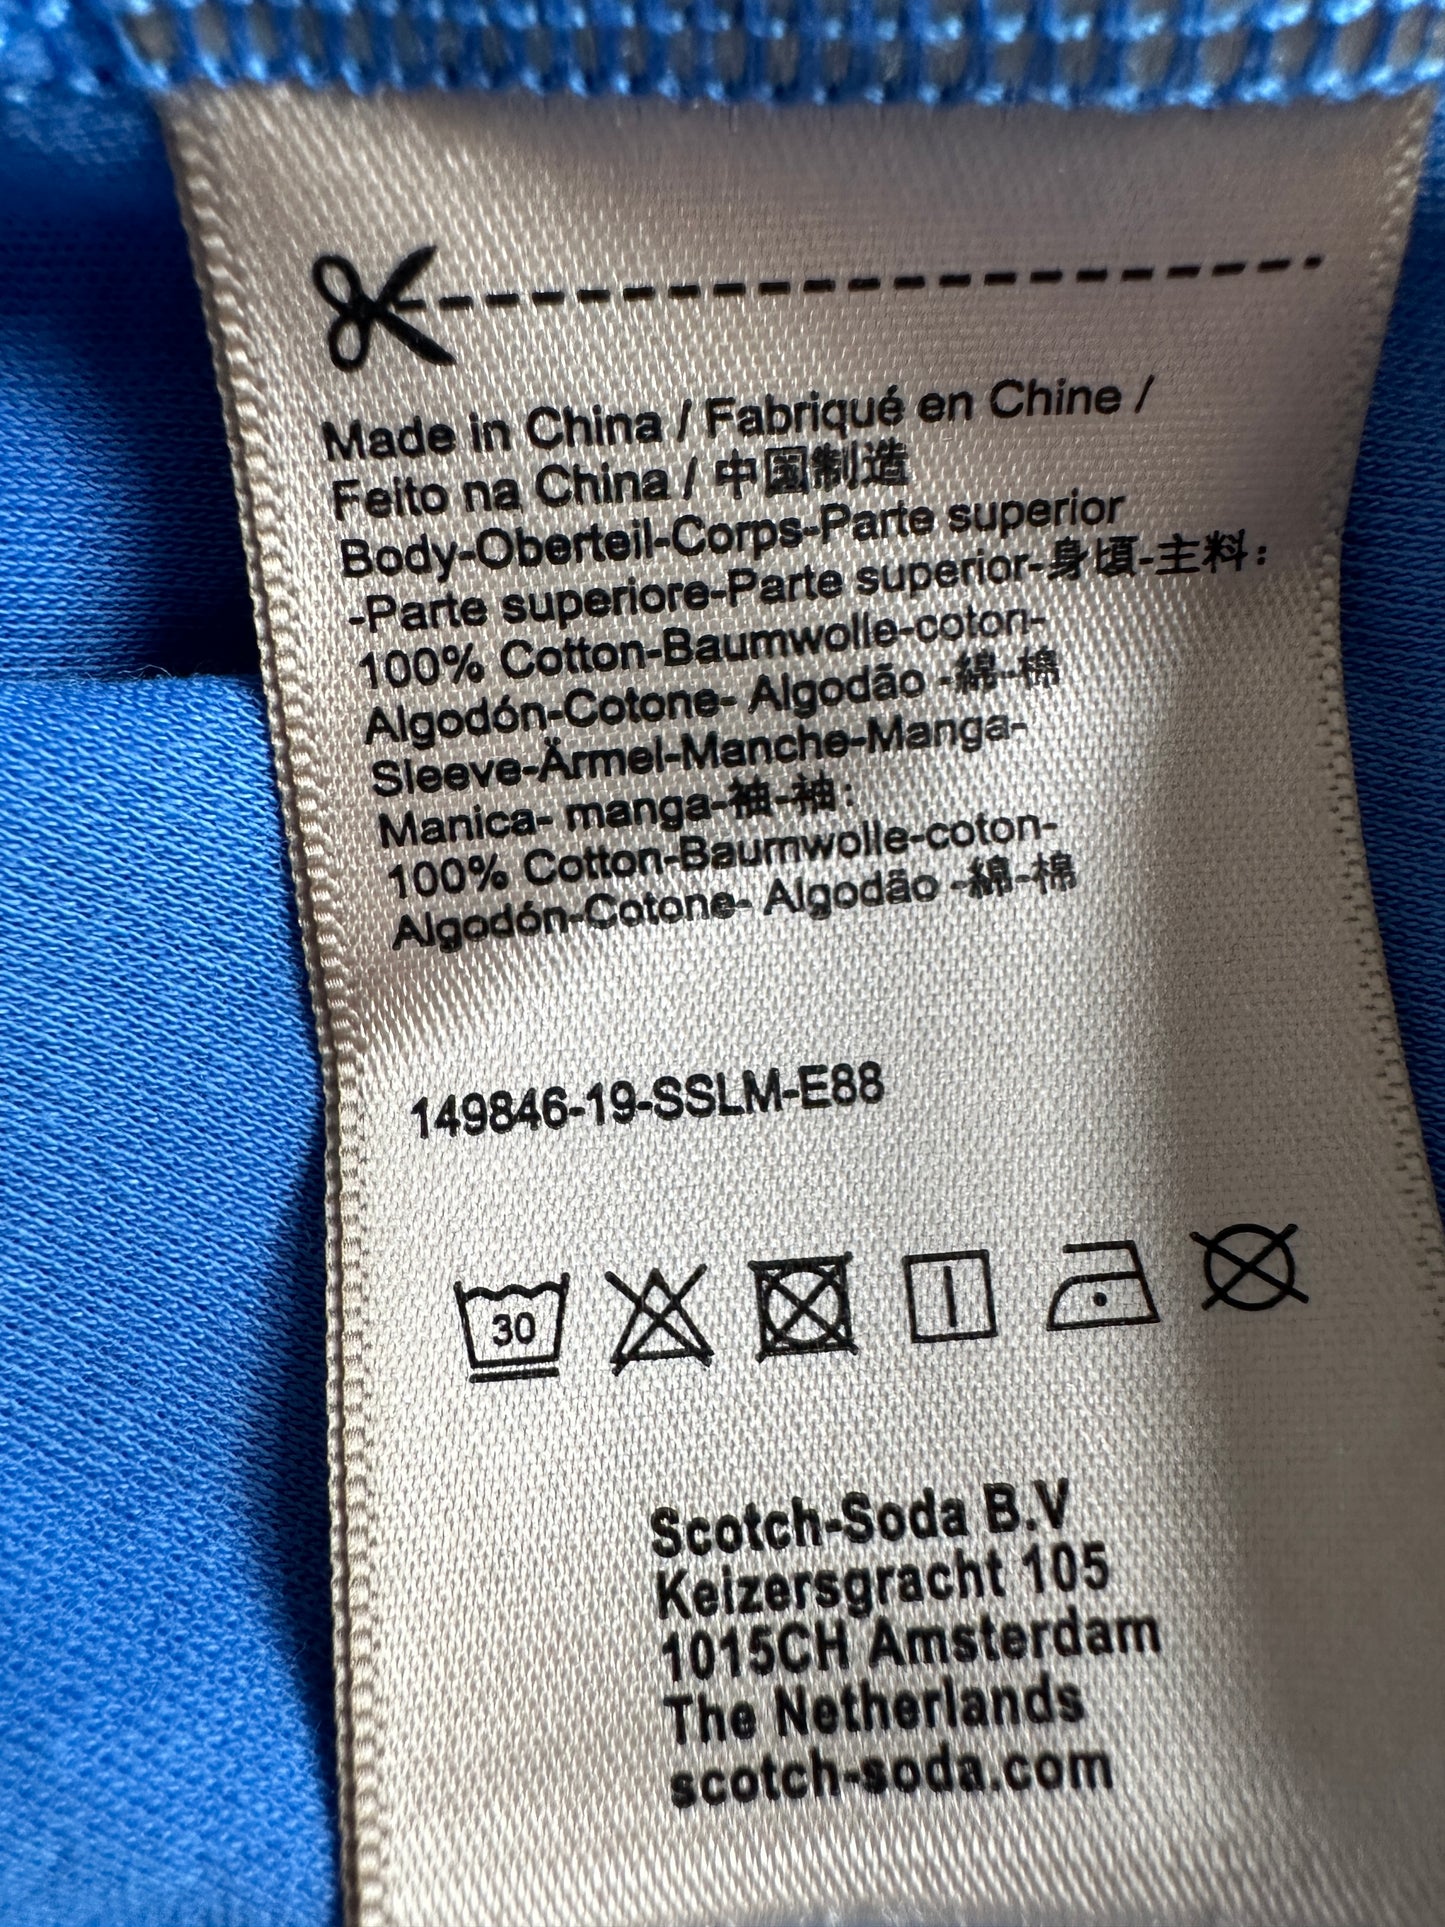 Made in China / Fabriqué en Chine /
Feito na China / 中国制造
Body-Oberteil-Corps-Parte superior
-Parte superiore-Parte superior-身頃-主料:
100% Cotton-Baumwolle-coton-
Algodón-Cotone- Algodão -綿-棉
Sleeve-Ärmel-Manche-Manga-
Manica- manga-袖-袖:
100% Cotton-Baumwolle-coton-
Algodón-Cotone- Algodão -綿-棉
149846-19-SSLM-E88
30
Scotch-Soda B.V
Keizersgracht 105
1015CH Amsterdam
The Netherlands
scotch-soda.com